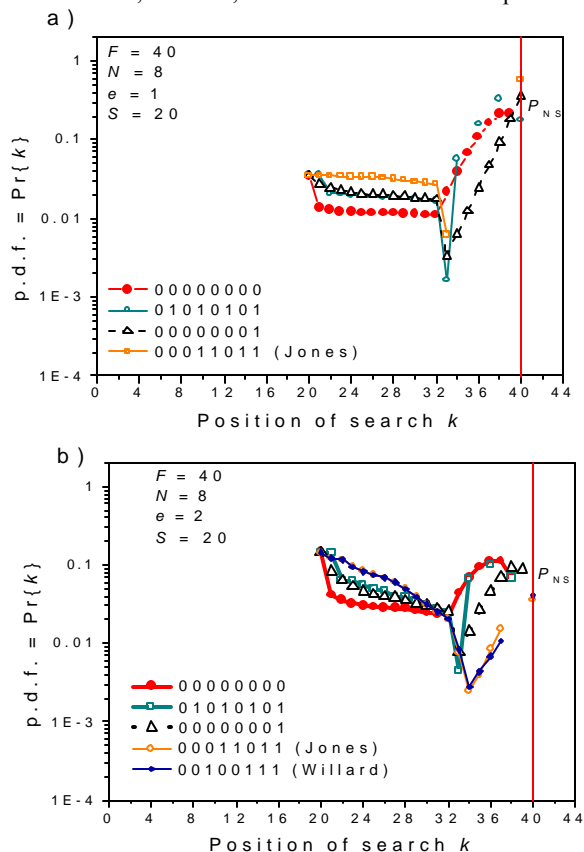 a)
F = 40
N = 8
e = 1
S = 20
P NS
p.d.f. = Pr{k}
1
0.1
0.01
1E-3
1E-4
00000000
01010101
00000001
00011011 (Jones)
0 4 8 12 16 20 24 28 32 36 40 44
Position of search k
b)
F = 40
N = 8
e = 2
S = 20
P NS
p.d.f. = Pr{k}
1
0.1
0.01
1E-3
1E-4
00000000
01010101
00000001
00011011 (Jones)
00100111 (Willard)
0 4 8 12 16 20 24 28 32 36 40 44
Position of search k